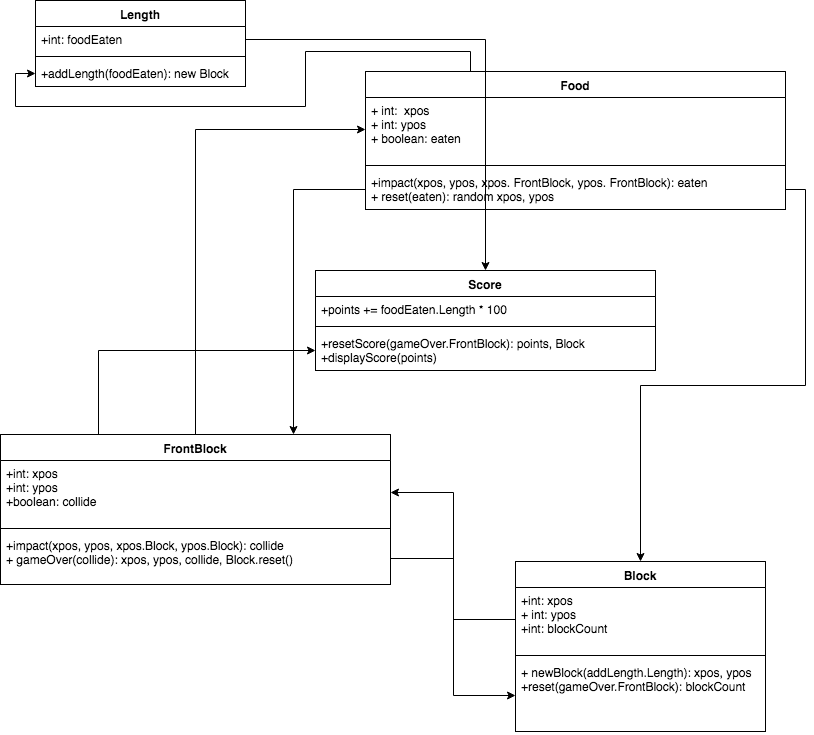 Length
+int: foodEaten
+addLength(foodEaten): new Block
Food
+ int:  xpos
+ int: ypos
+ boolean: eaten
+impact(xpos, ypos, xpos. FrontBlock, ypos. FrontBlock): eaten
+ reset(eaten): random xpos, ypos
Score
+points += foodEaten.Length * 100
+resetScore(gameOver.FrontBlock): points, Block
+displayScore(points)
FrontBlock
+int: xpos
+int: ypos
+boolean: collide
+impact(xpos, ypos, xpos.Block, ypos.Block): collide
+ gameOver(collide): xpos, ypos, collide, Block.reset()
Block
+int: xpos
+ int: ypos
+int: blockCount
+ newBlock(addLength.Length): xpos, ypos
+reset(gameOver.FrontBlock): blockCount